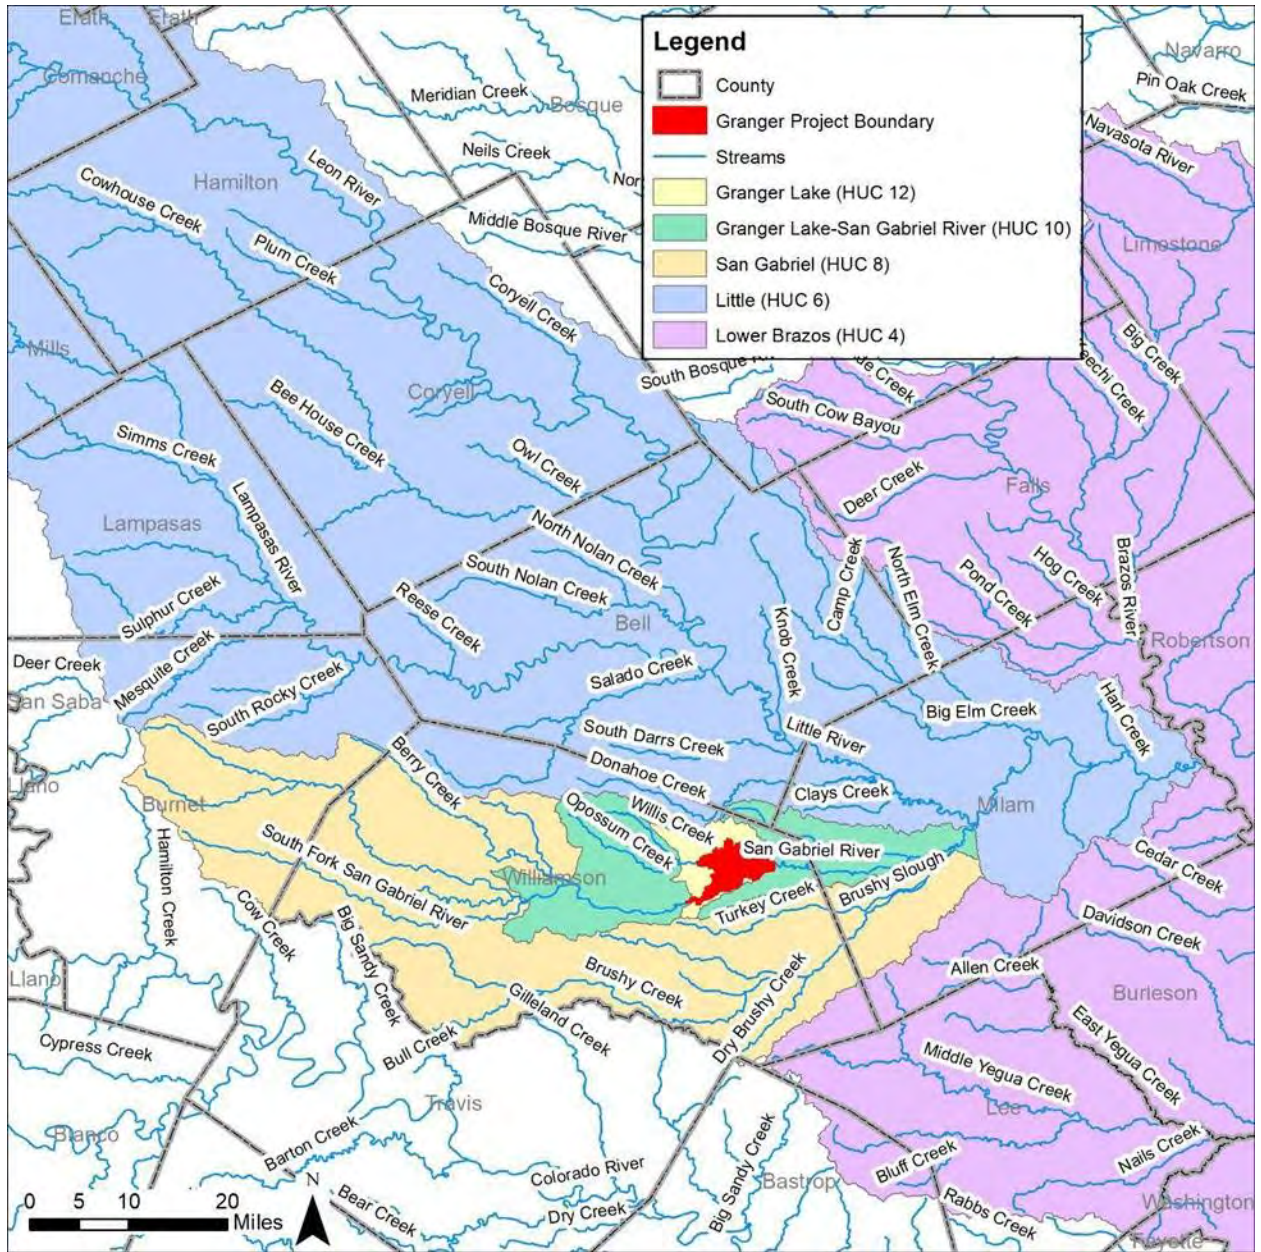 Erath
Erath
Comanche
Navarro
Pin Oak Creek
Meridian Creek
Bosque
Legend
County
Granger Project Boundary
Streams
Granger Lake (HUC 12)
Granger Lake-San Gabriel River (HUC 10)
San Gabriel (HUC 8)
Little (HUC 6)
Lower Brazos (HUC 4)
Navasota River
Neils Creek
Nor
Leon River
Hamilton
Cowhouse Creek
Middle Bosque River
Limestone
Plum Creek
Coryell Creek
Mills
Big Creek
eechi Creek
South Bosque Riv
de Creek
South Cow Bayou
Coryell
Bee House Creek
Simms Creek
Owl Creek
Deer Creek
Falls
Lampasas
Lampasas River
North Nolan Creek
South Nolan Creek
Camp Creek
North Elm Creek
Pond Creek
Hog Creek
Brazos River
Sulphur Creek
Reese Creek
Bell
Knob Creek
Robertson
Deer Creek
San Saba
Mesquite Creek
South Rocky Creek
Salado Creek
Big Elm Creek
Harl Creek
Little River
South Darrs Creek
Donahoe Creek
Berry Creek
Llano
Burnet
Clays Creek
Milam
Opossum Creek
Willis Creek
San Gabriel River
Hamilton Creek
South Fork San Gabriel River
Williamson
Turkey Creek
Brushy Slough
Cedar Creek
Cow Creek
Big Sandy Creek
Davidson Creek
Llano
Brushy Creek
Allen Creek
Burleson
Gilleland Creek
Bull Creek
Dry Brushy Creek
East Yegua Creek
Cypress Creek
Middle Yegua Creek
Travis
Lee
Blanco
Barton Creek
Big Sandy Creek
Nails Creek
Colorado River
Bastrop
Bluff Creek
Washington
Bear Creek
Dry Creek
Rabbs Creek
Fayette
N
0 5 10 20
Miles